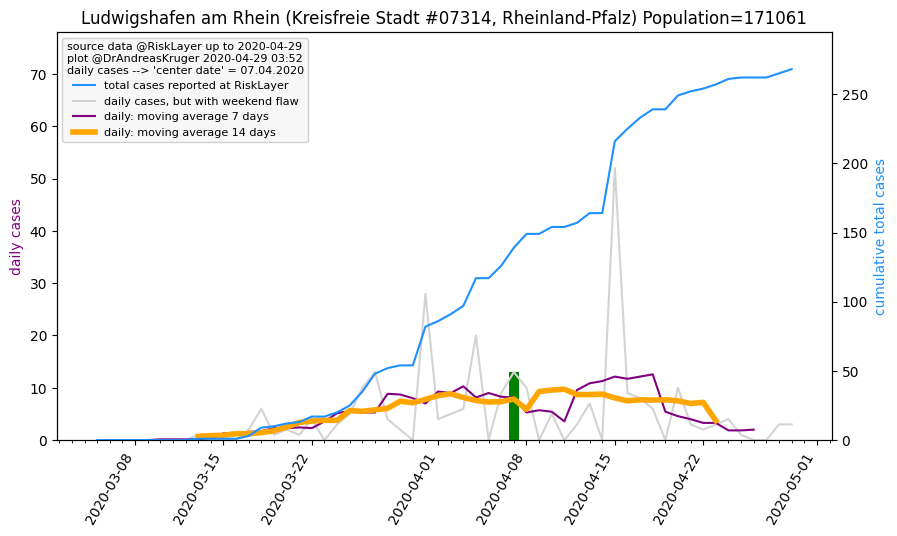 Ludwigshafen am Rhein (Kreisfreie Stadt #07314, Rheinland-Pfalz) Population=171061
source data @RiskLayer up to 2020-04-29
plot @DrAndreasKruger 2020-04-29 03:52
daily cases --> 'center date' = 07.04.2020
total cases reported at RiskLayer
daily cases, but with weekend flaw
daily: moving average 7 days
daily: moving average 14 days
daily cases
70
60
50
40
30
20
10
0
cumulative total cases
250
200
150
100
50
0
2020-03-08
2020-03-15
2020-03-22
2020-04-01
2020-04-08
2020-04-15
2020-04-22
2020-05-01